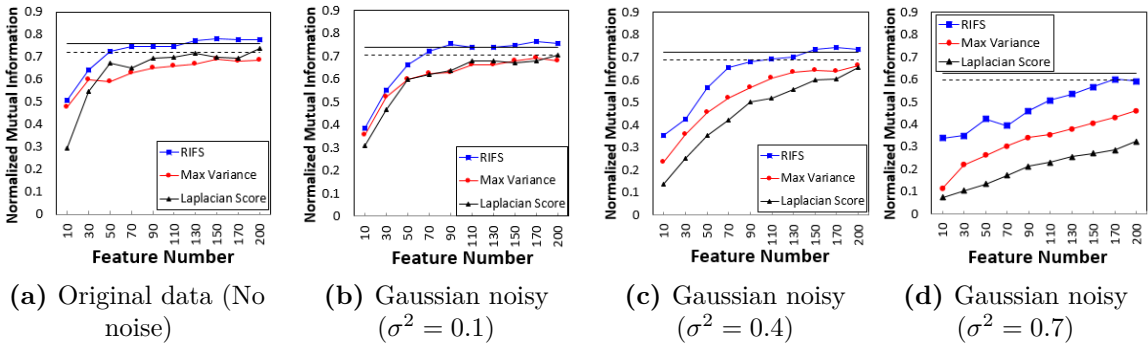 (a)
Normalized Mutual Information
0.9
0.8
0.7
0.6
0.5
0.4
0.3
0.2
0.1
0
RIFS
Max Variance
Laplacian Score
10 30 50 70 90 110 130 150 170 200
Feature Number
(b)
Normalized Mutual Information
0.9
0.8
0.7
0.6
0.5
0.4
0.3
0.2
0.1
0
RIFS
Max Variance
Laplacian Score
10 30 50 70 90 110 130 150 170 200
Feature Number
(c)
Normalized Mutual Information
0.9
0.8
0.7
0.6
0.5
0.4
0.3
0.2
0.1
0
RIFS
Max Variance
Laplacian Score
10 30 50 70 90 110 130 150 170 200
Feature Number
(d)
Normalized Mutual Information
0.9
0.8
0.7
0.6
0.5
0.4
0.3
0.2
0.1
0
RIFS
Max Variance
Laplacian Score
10 30 50 70 90 110 130 150 170 200
Feature Number
(a) Original data (No
noise)
(b) Gaussian noisy
(σ² = 0.1)
(c) Gaussian noisy
(σ² = 0.4)
(d) Gaussian noisy
(σ² = 0.7)